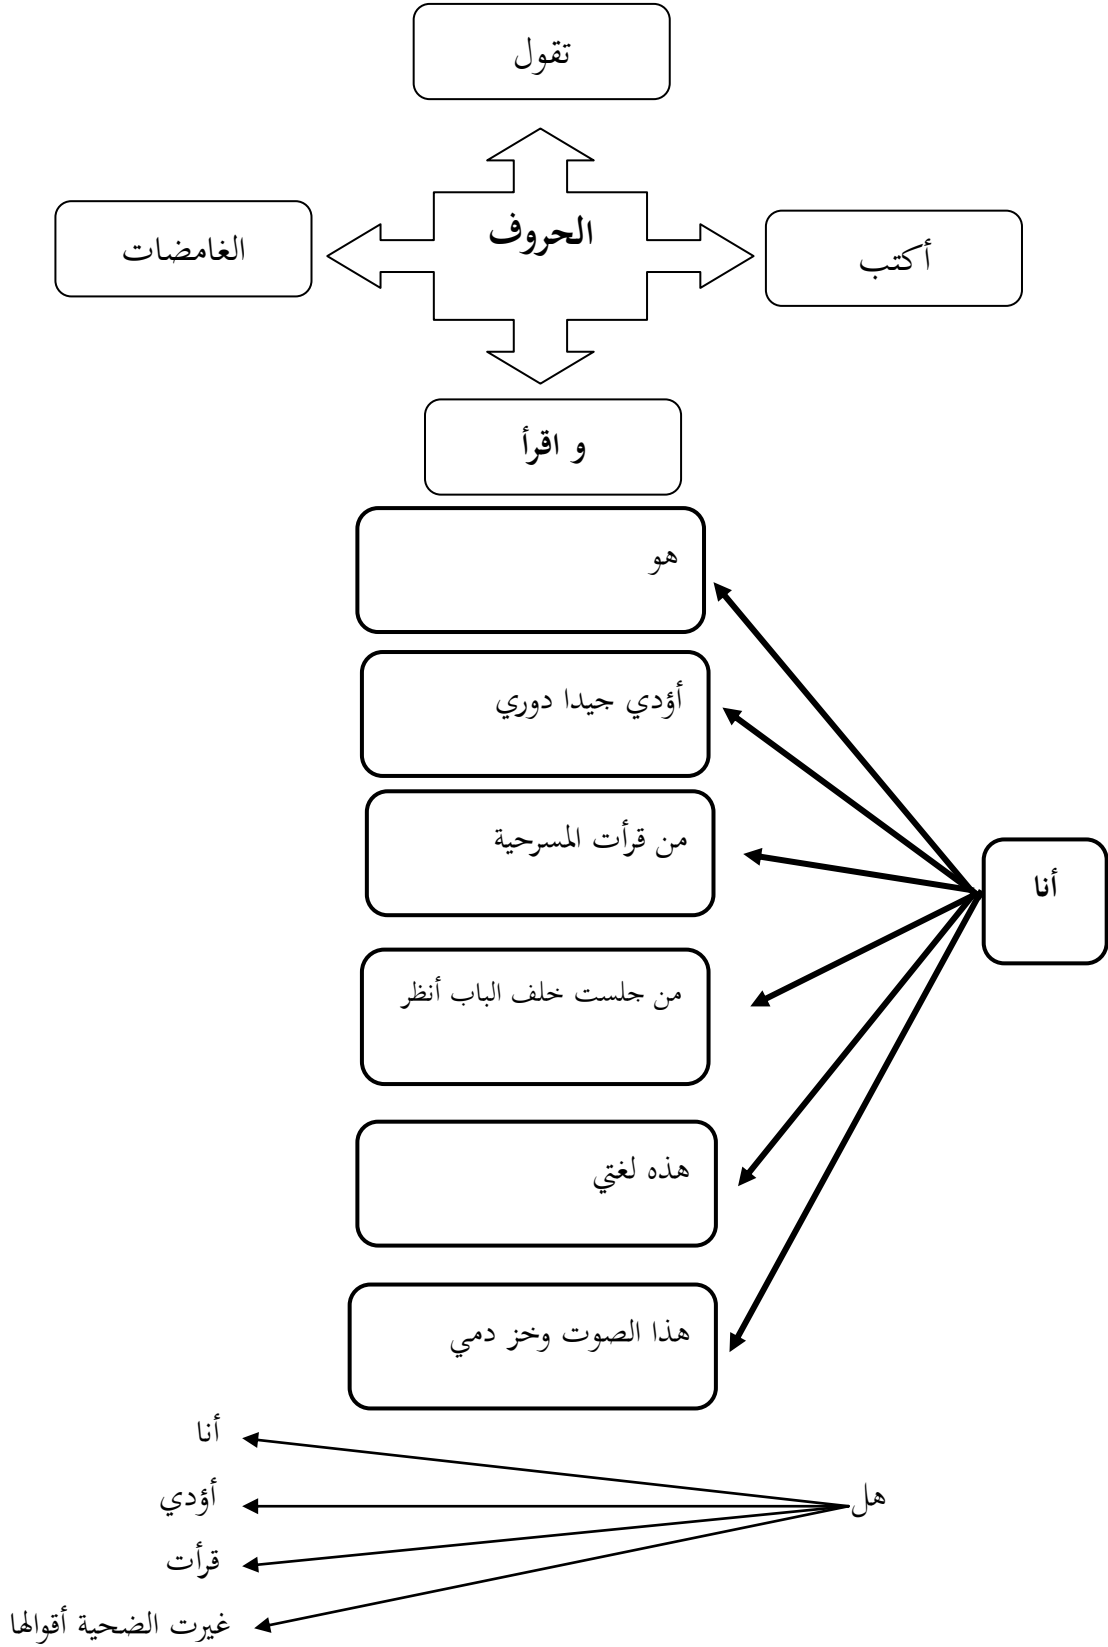 تقول
الحروف
أكتب
الغامضات
و اقرأ
هو
أؤدي جيدا دوري
من قرأت المسرحية
أنا
من جلست خلف الباب أنظر
هذه لغتي
هذا الصوت وخز دمي
هل
أنا
أؤدي
قرأت
غيرت الضحية أقوالها